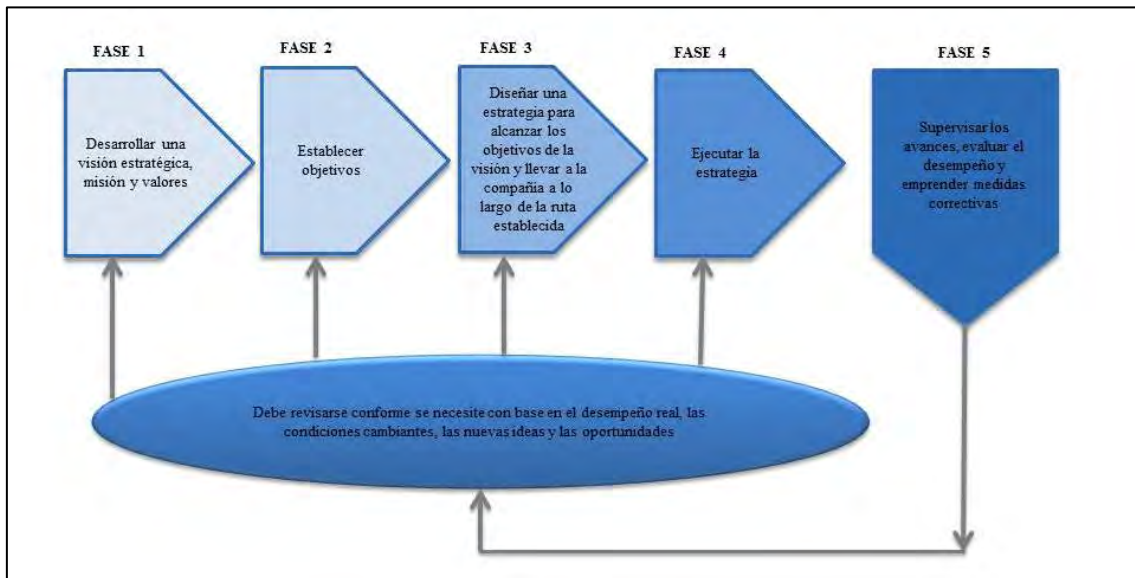 FASE 1
Desarrollar una
visión estratégica,
misión y valores
FASE 2
Establecer
objetivos
FASE 3
Diseñar una
estrategia para
alcanzar los
objetivos de la
visión y llevar a la
compañia a lo
largo de la ruta
establecida
FASE 4
Ejecutar la
estrategia
FASE 5
Supervisar los
avances, evaluar el
desempeño y
emprender medidas
correctivas
Debe revisarse conforme se necesite con base en el desempeño real, las
condiciones cambiantes, las nuevas ideas y las oportunidades